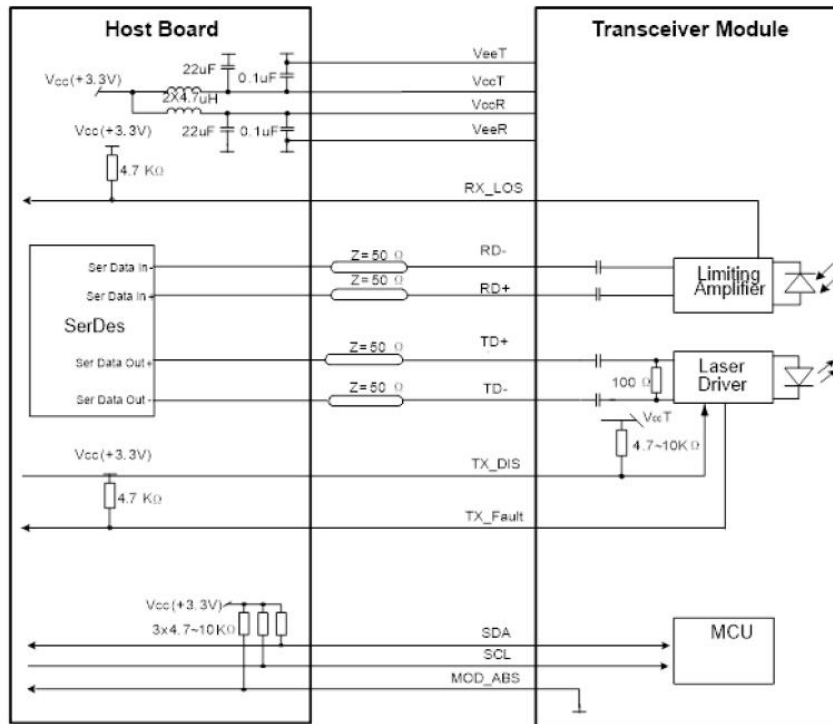 Host Board
Transceiver Module
VeeT
22uF
0.1uF
Vcc(+3.3V)
VccT
2X4.7uH
VccR
22uF
0.1uF
VeeR
Vcc(+3.3V)
4.7 KΩ
RX_LOS
Z=50 Ω
RD-
Ser Data In-
Limiting
Amplifier
Z=50 Ω
RD+
Ser Data In+
SerDes
Z=50 Ω
TD+
Ser Data Out+
Laser
Driver
100 Ω
Z=50 Ω
TD-
Ser Data Out-
VccT
4.7~10KΩ
Vcc(+3.3V)
TX_DIS
4.7 KΩ
TX_Fault
Vcc(+3.3V)
3x4.7~10KΩ
SDA
MCU
SCL
MOD_ABS